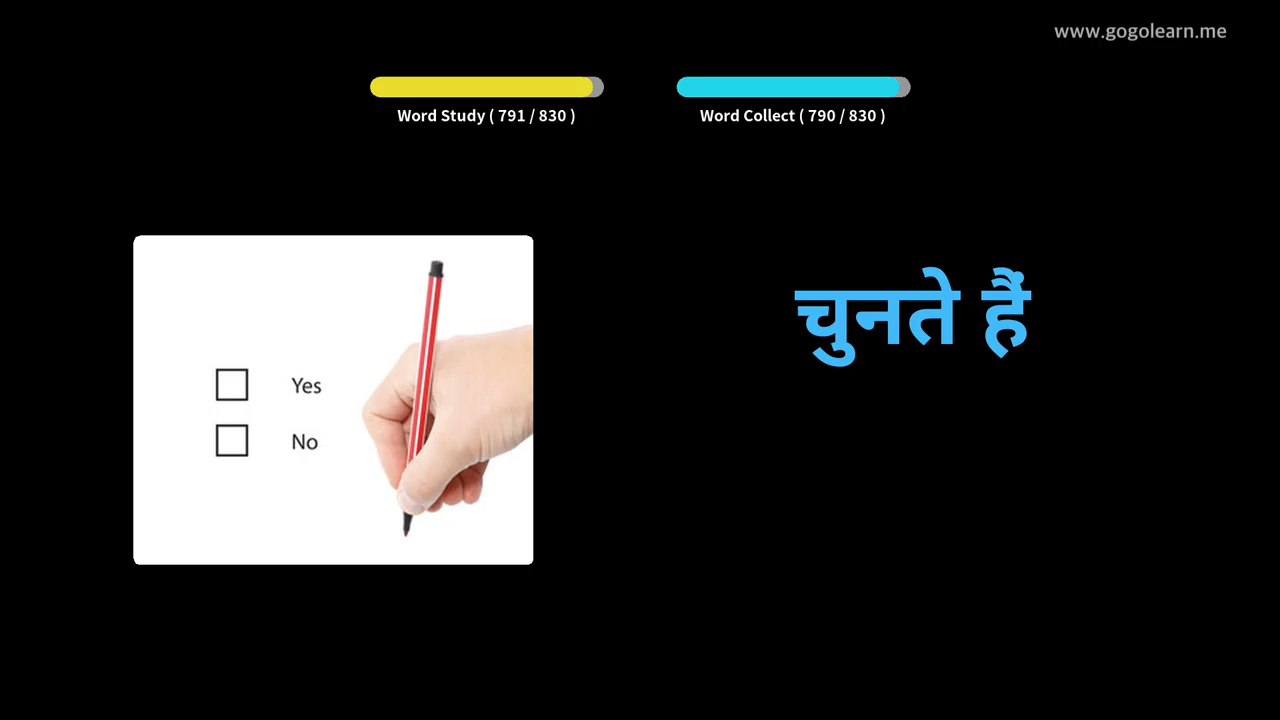 www.gogolearn.me
Word Study ( 791 / 830 )
Word Collect ( 790 / 830 )
चुनते हैं
Yes
No